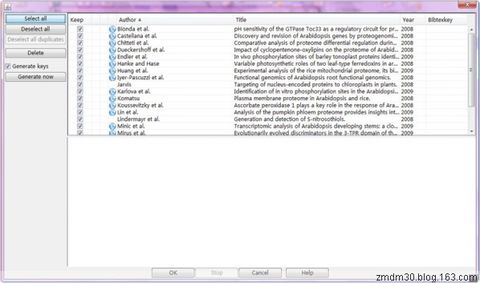 Select all
Deselect all
Deselect all duplicates
Delete
Generate keys
Generate now
Keep Author Title Year Bibtexkey
Bionda et al. pH sensitivity of the GTPase Toc33 as a regulatory circuit for pr... 2008
Castellana et al. Discovery and revision of Arabidopsis genes by proteogenomi... 2008
Chitteti et al. Comparative analysis of proteome differential regulation durin... 2008
Dueckershoff et al. Impact of cyclopentenone-oxylipins on the proteome of Arabi... 2008
Endler et al. In vivo phosphorylation sites of barley tonoplast proteins identif... 2009
Hanke and Hase Variable photosynthetic roles of two leaf-type ferredoxins in ar... 2008
Huang et al. Experimental analysis of the rice mitochondrial proteome, its bi... 2009
Iyer-Pascuzzi et al. Functional genomics of Arabidopsis root functional genomics. 2009
Jarvis Targeting of nucleus-encoded proteins to chloroplasts in plants. 2008
Karlova et al. Identification of in vitro phosphorylation sites in the Arabidops... 2009
Komatsu Plasma membrane proteome in Arabidopsis and rice. 2008
Koussevitzky et al. Ascorbate peroxidase 1 plays a key role in the response of Ara... 2008
Lin et al. Analysis of the pumpkin phloem proteome provides insights int... 2009
Lindermayr et al. Generation and detection of S-nitrosothiols. 2008
Minic et al. Transcriptomic analysis of Arabidopsis developing stems: a clo... 2009
Mirus et al. Evolutionarily evolved discriminators in the 3-TPR domain of th... 2009
OK
Stop
Cancel
Help
zmdm30.blog.163.com